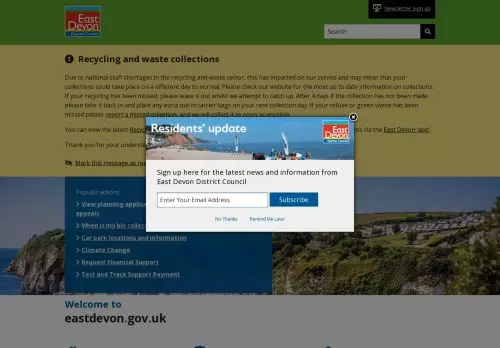 East
Devon
District Council
Newsletter Sign up
Search
Recycling and waste collections
Due to national staff shortages in the recycling and waste sector, this has impacted on our service and may mean that your
collections could take place on a different day to normal. Please check our website for the most up to date information on collections.
If your recycling has been missed, please leave it out whilst we attempt to catch up. After 4 days if the collection has not been made
please take it back in and place any extra out in carrier bags on your next collection day. If your refuse or green waste has been
missed please report a missed collection, and we will collect it as soon as possible.
You can view the latest
via the East Devon 'app'.
Thank you for your
Mark this message as
Residents' update
East
Devon
District Council
Sign up here for the latest news and information from
East Devon District Council
Enter Your Email Address
Subscribe
No Thanks
Remind Me Later
Popular actions
View planning
appeals
When is my bin
Car park locations and information
Climate Change
Request Financial Support
Test and Trace Support Payment
Welcome to
eastdevon.gov.uk